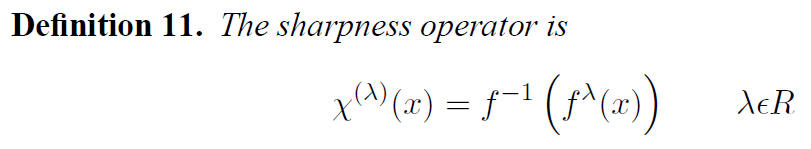 Definition 11. The sharpness operator is
χ^(λ)(x) = f^−1 (f^λ(x))    λϵR